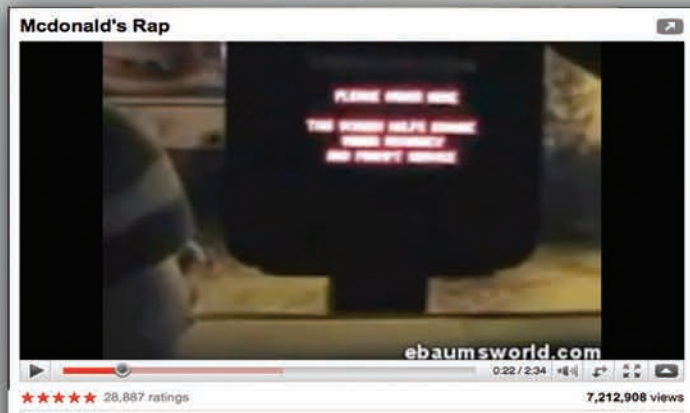 Mcdonald's Rap
PLEASE ORDER HERE
THIS SCREEN HELPS ENSURE
ORDER ACCURACY
AND PROMPT SERVICE
ebaumsworld.com
0:22 / 2:34
28,887 ratings
7,212,908 views